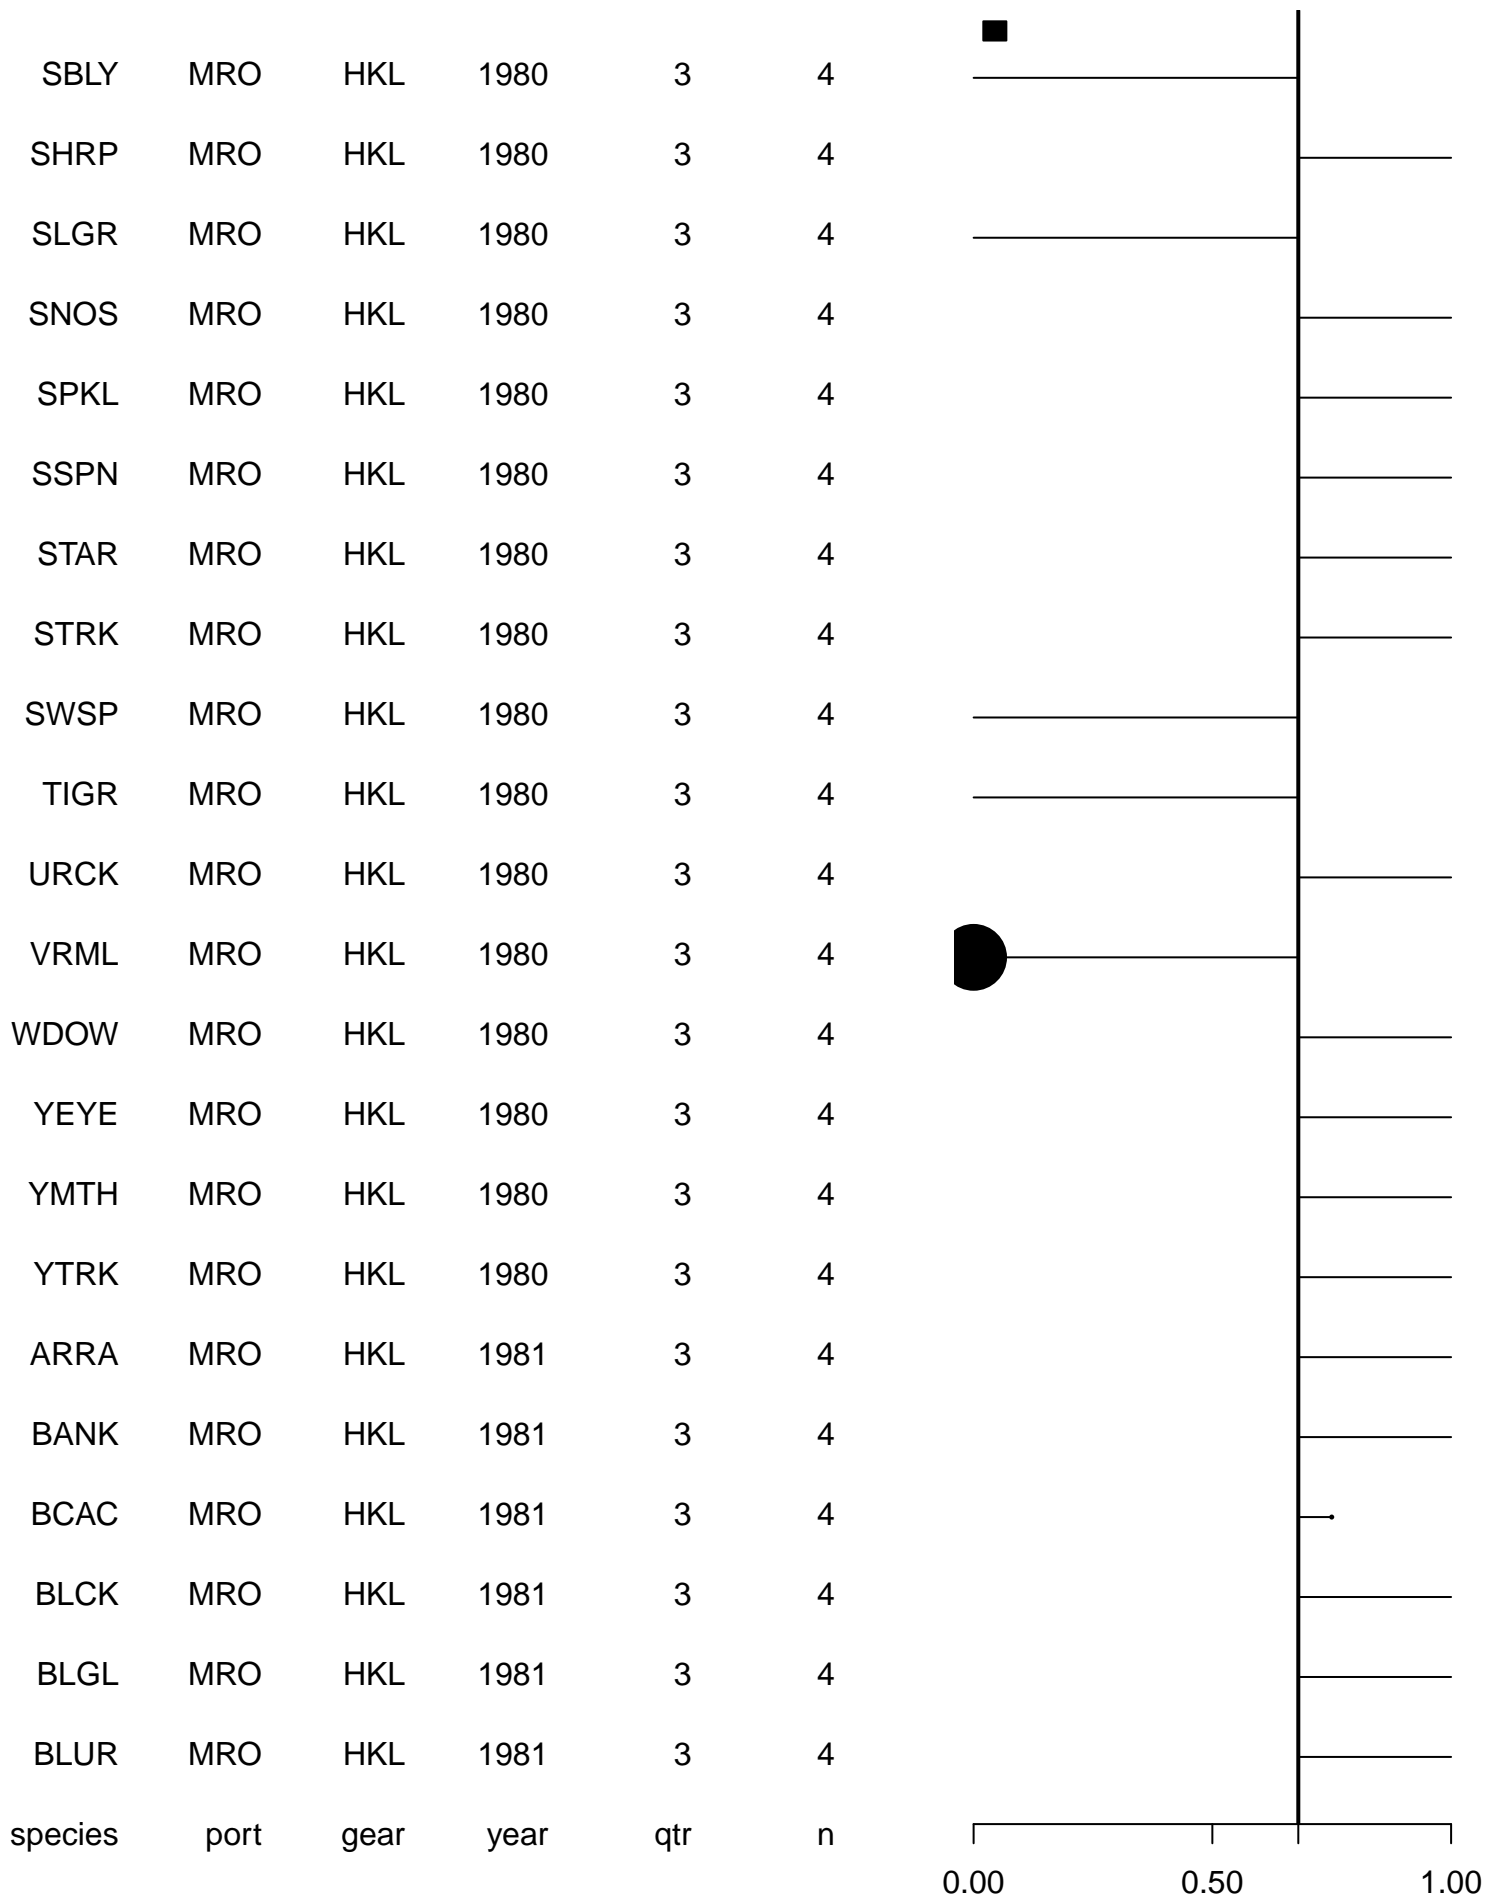 SBLY MRO HKL 1980 3 4
SHRP MRO HKL 1980 3 4
SLGR MRO HKL 1980 3 4
SNOS MRO HKL 1980 3 4
SPKL MRO HKL 1980 3 4
SSPN MRO HKL 1980 3 4
STAR MRO HKL 1980 3 4
STRK MRO HKL 1980 3 4
SWSP MRO HKL 1980 3 4
TIGR MRO HKL 1980 3 4
URCK MRO HKL 1980 3 4
VRML MRO HKL 1980 3 4
WDOW MRO HKL 1980 3 4
YEYE MRO HKL 1980 3 4
YMTH MRO HKL 1980 3 4
YTRK MRO HKL 1980 3 4
ARRA MRO HKL 1981 3 4
BANK MRO HKL 1981 3 4
BCAC MRO HKL 1981 3 4
BLCK MRO HKL 1981 3 4
BLGL MRO HKL 1981 3 4
BLUR MRO HKL 1981 3 4
species port gear year qtr n
0.00 0.50 1.00